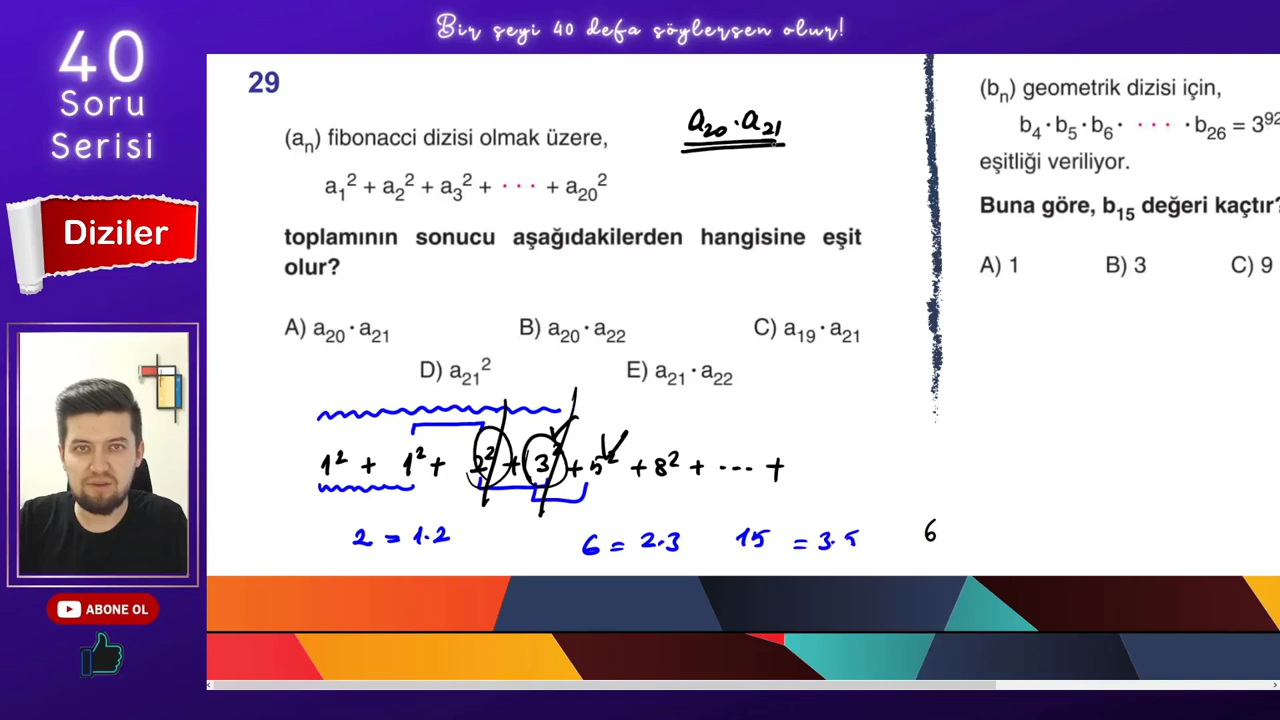 Bir şeyi 40 defa söylersen olur!
40
Soru
Serisi
Diziler
ABONE OL
29
(aₙ) fibonacci dizisi olmak üzere,
a₁² + a₂² + a₃² + ··· + a₂₀²
toplamının sonucu aşağıdakilerden hangisine eşit
olur?
A) a₂₀ · a₂₁ B) a₂₀ · a₂₂ C) a₁₉ · a₂₁
D) a₂₁² E) a₂₁ · a₂₂
a₂₀ · a₂₁
1² + 1² + 2² + 3² + 5² + 8² + ··· +
2 = 1.2 6 = 2.3 15 = 3.5 6
(bₙ) geometrik dizisi için,
b₄ · b₅ · b₆ · ··· · b₂₆ = 3⁹²
eşitliği veriliyor.
Buna göre, b₁₅ değeri kaçtır?
A) 1 B) 3 C) 9